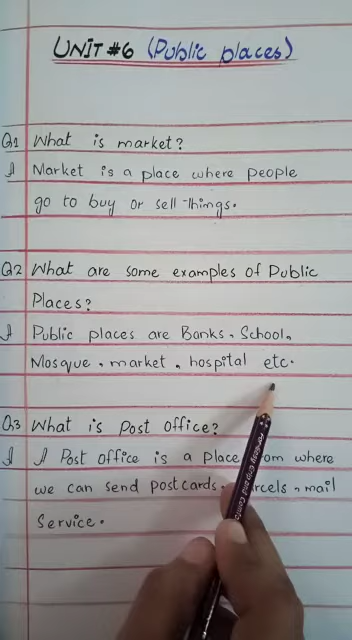 UNIT #6 (Public places)
Q1 What is market?
A Market is a place where people
go to buy or sell things.
Q2 What are some examples of Public
Places?
A Public places are Banks, School,
Mosque, market, hospital etc.
Q3 What is Post office?
A A Post office is a place where
we can send postcards, mail
Service.